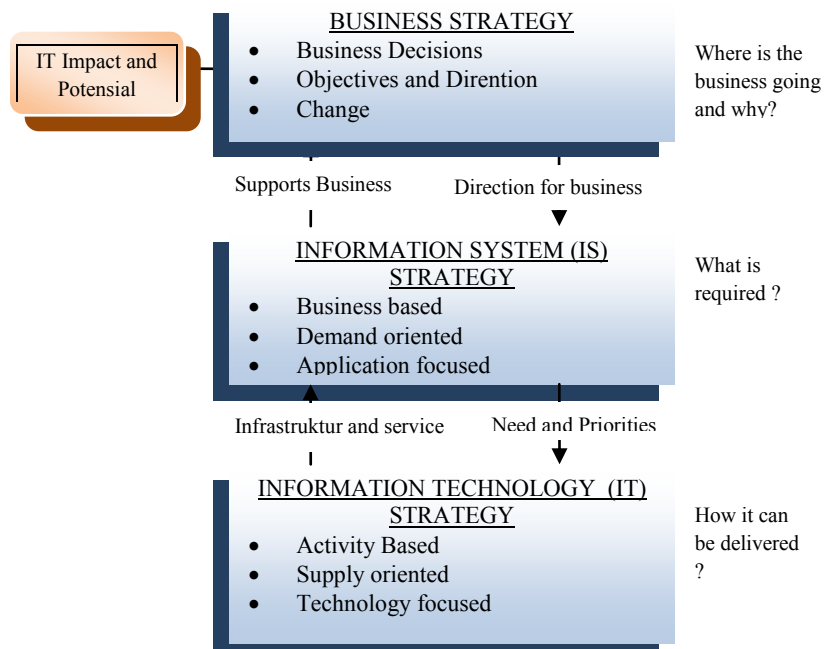 BUSINESS STRATEGY
• Business Decisions
• Objectives and Dirention
• Change
IT Impact and
Potensial
Where is the
business going
and why?
Supports Business
Direction for business
INFORMATION SYSTEM (IS)
STRATEGY
• Business based
• Demand oriented
• Application focused
What is
required ?
Infrastruktur and service
Need and Priorities
INFORMATION TECHNOLOGY (IT)
STRATEGY
• Activity Based
• Supply oriented
• Technology focused
How it can
be delivered
?